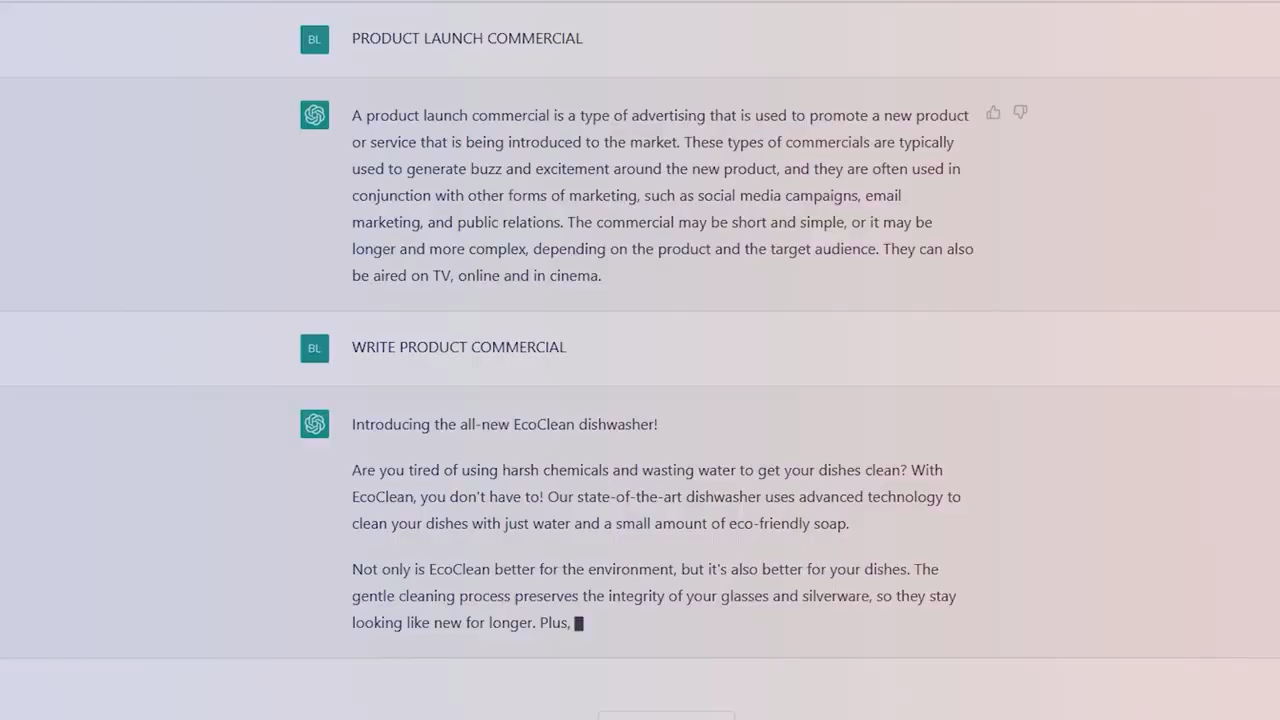 BL
PRODUCT LAUNCH COMMERCIAL
A product launch commercial is a type of advertising that is used to promote a new product
or service that is being introduced to the market. These types of commercials are typically
used to generate buzz and excitement around the new product, and they are often used in
conjunction with other forms of marketing, such as social media campaigns, email
marketing, and public relations. The commercial may be short and simple, or it may be
longer and more complex, depending on the product and the target audience. They can also
be aired on TV, online and in cinema.
BL
WRITE PRODUCT COMMERCIAL
Introducing the all-new EcoClean dishwasher!
Are you tired of using harsh chemicals and wasting water to get your dishes clean? With
EcoClean, you don't have to! Our state-of-the-art dishwasher uses advanced technology to
clean your dishes with just water and a small amount of eco-friendly soap.
Not only is EcoClean better for the environment, but it's also better for your dishes. The
gentle cleaning process preserves the integrity of your glasses and silverware, so they stay
looking like new for longer. Plus,